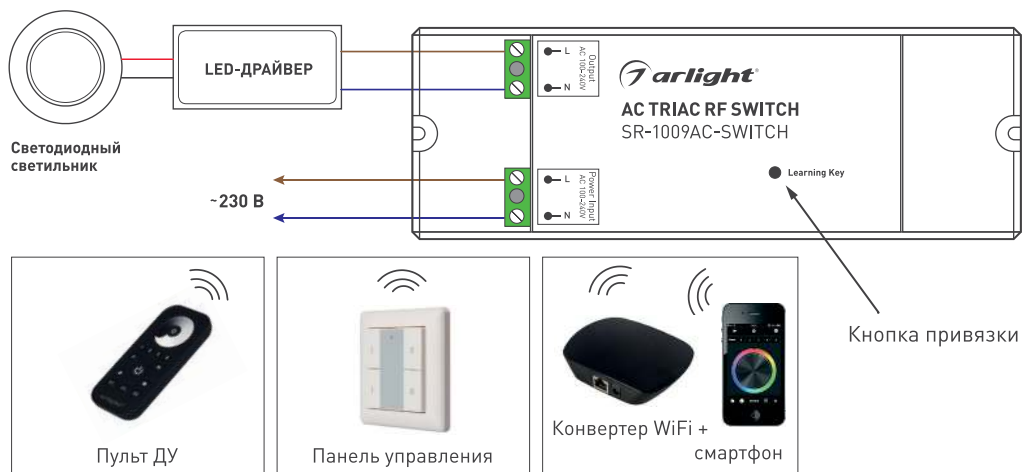 LED-ДРАЙВЕР
Светодиодный
светильник
L
N
Output
AC 100-240V
arlight
AC TRIAC RF SWITCH
SR-1009AC-SWITCH
Learning Key
~230 В
L
N
Power Input
AC 100-240V
Кнопка привязки
Пульт ДУ
Панель управления
Конвертер WiFi +
смартфон